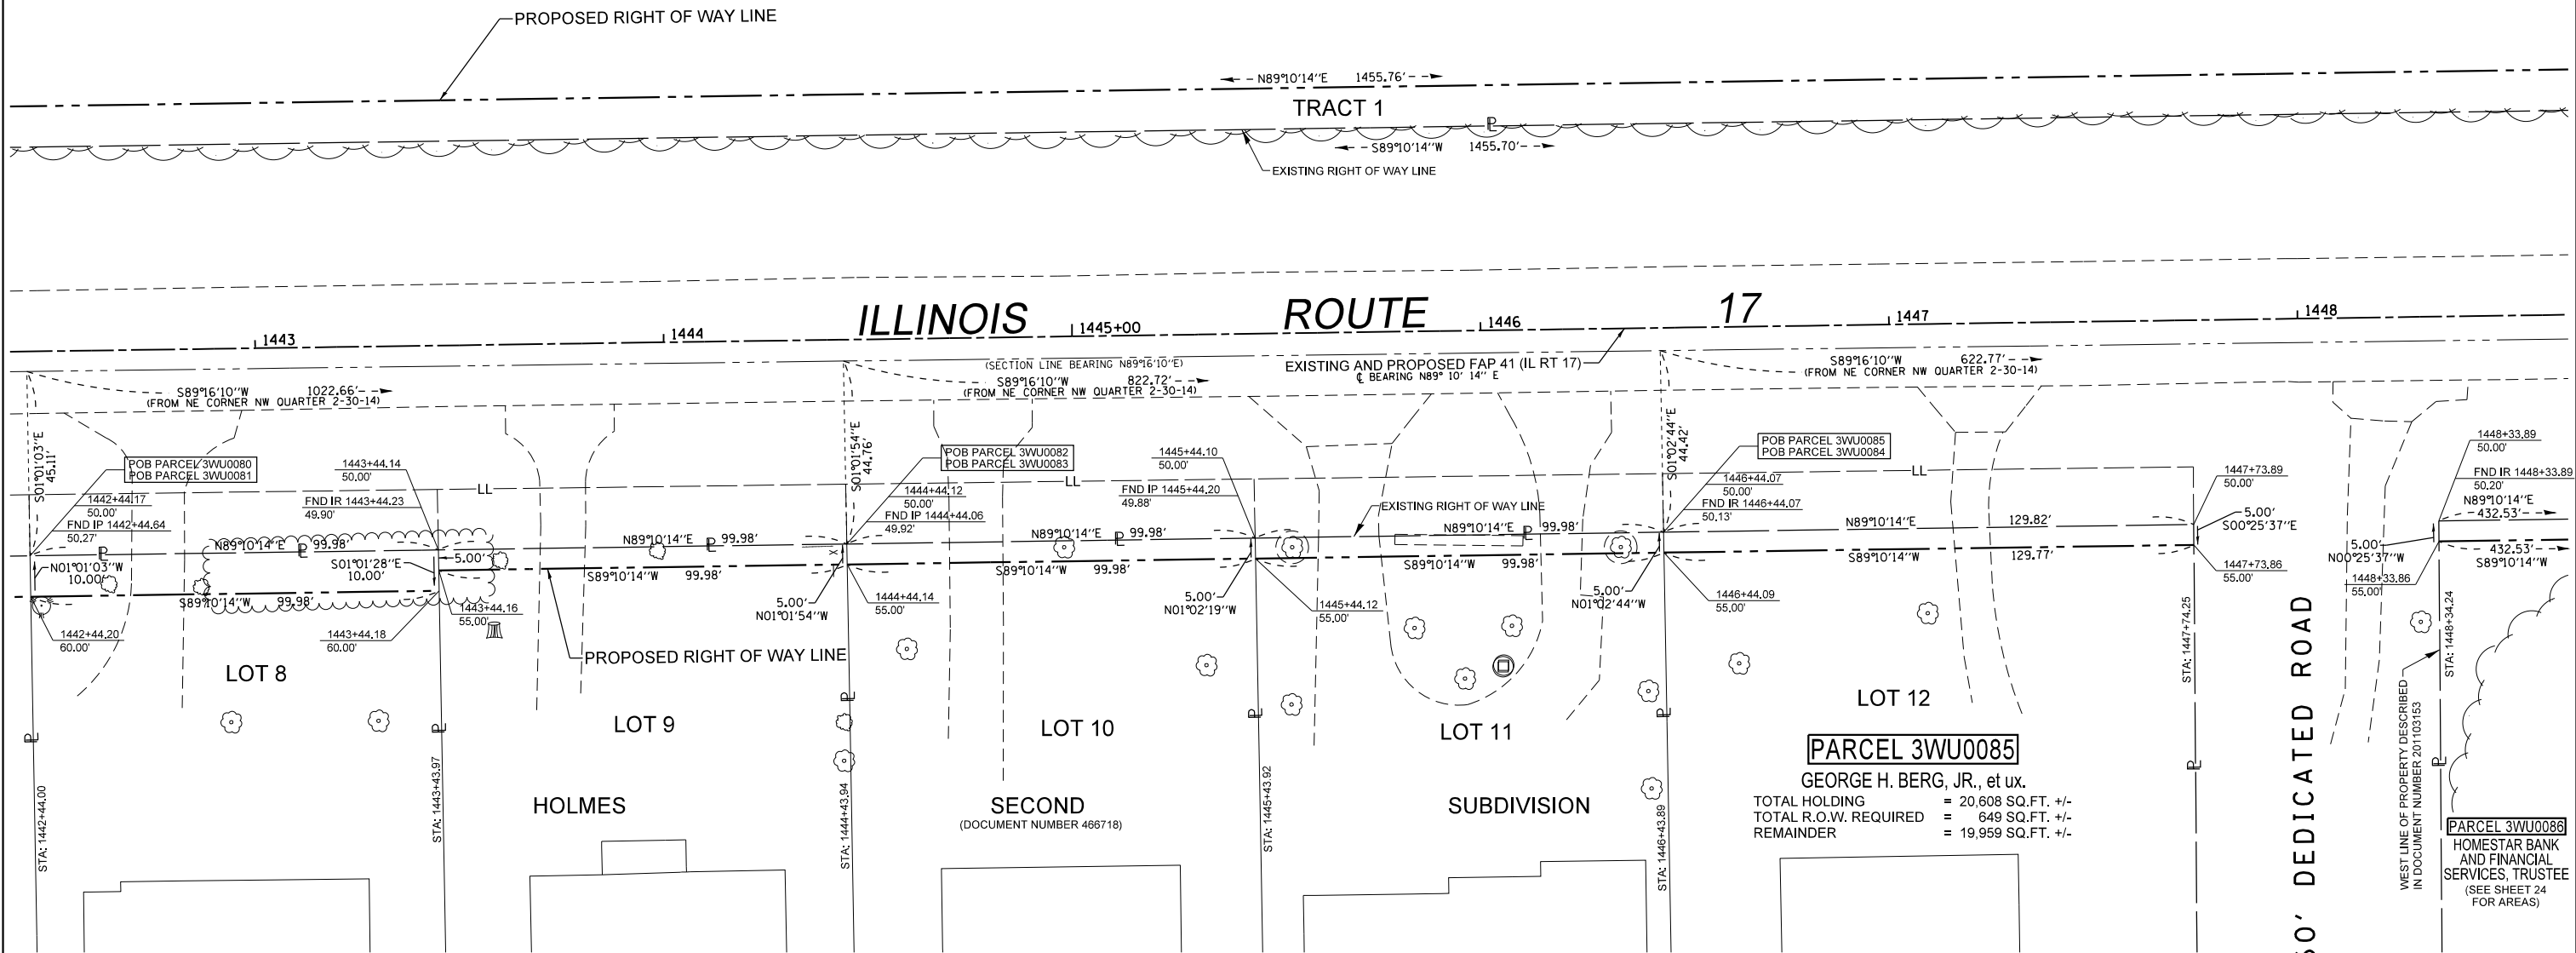 PROPOSED RIGHT OF WAY LINE
N89°10'14''E 1455.76'
TRACT 1
S89°10'14''W 1455.70'
EXISTING RIGHT OF WAY LINE
ILLINOIS ROUTE 17
1443
1444
1445+00
1446
1447
1448
(SECTION LINE BEARING N89°16'10''E)
EXISTING AND PROPOSED FAP 41 (IL RT 17)
℄ BEARING N89° 10' 14'' E
S89°16'10''W 1022.66'
(FROM NE CORNER NW QUARTER 2-30-14)
S89°16'10''W 822.72'
(FROM NE CORNER NW QUARTER 2-30-14)
S89°16'10''W 622.77'
(FROM NE CORNER NW QUARTER 2-30-14)
S01°01'03''E
45.11'
POB PARCEL 3WU0080
POB PARCEL 3WU0081
1442+44.17
50.00'
FND IP 1442+44.64
50.27'
1443+44.14
50.00'
FND IR 1443+44.23
49.90'
LL
S01°01'54''E
44.76'
POB PARCEL 3WU0082
POB PARCEL 3WU0083
1444+44.12
50.00'
FND IP 1444+44.06
49.92'
LL
1445+44.10
50.00'
FND IP 1445+44.20
49.88'
EXISTING RIGHT OF WAY LINE
S01°02'44''E
44.42'
POB PARCEL 3WU0085
POB PARCEL 3WU0084
1446+44.07
50.00'
FND IR 1446+44.07
50.13'
LL
1447+73.89
50.00'
1448+33.89
50.00'
FND IR 1448+33.89
50.20'
N89°10'14''E
432.53'
N89°10'14''E 99.98'
N89°10'14''E 99.98'
N89°10'14''E 99.98'
N89°10'14''E 99.98'
N89°10'14''E 129.82'
5.00'
S00°25'37''E
N01°01'03''W
10.00'
S01°01'28''E
10.00'
5.00'
S89°10'14''W 99.98'
S89°10'14''W 99.98'
S89°10'14''W 99.98'
S89°10'14''W 99.98'
S89°10'14''W 129.77'
5.00'
N00°25'37''W
432.53'
S89°10'14''W
1442+44.20
60.00'
1443+44.18
60.00'
1443+44.16
55.00'
5.00'
N01°01'54''W
1444+44.14
55.00'
5.00'
N01°02'19''W
1445+44.12
55.00'
5.00'
N01°02'44''W
1446+44.09
55.00'
1447+73.86
55.00'
1448+33.86
55.00'
PROPOSED RIGHT OF WAY LINE
LOT 8
LOT 9
LOT 10
LOT 11
LOT 12
STA: 1442+44.00
STA: 1443+43.97
STA: 1444+43.94
STA: 1445+43.92
STA: 1446+43.89
STA: 1447+74.25
STA: 1448+34.24
HOLMES SECOND SUBDIVISION
(DOCUMENT NUMBER 466718)
PARCEL 3WU0085
GEORGE H. BERG, JR., et ux.
TOTAL HOLDING = 20,608 SQ.FT. +/-
TOTAL R.O.W. REQUIRED = 649 SQ.FT. +/-
REMAINDER = 19,959 SQ.FT. +/-
DEDICATED ROAD
WEST LINE OF PROPERTY DESCRIBED
IN DOCUMENT NUMBER 201103153
PARCEL 3WU0086
HOMESTAR BANK
AND FINANCIAL
SERVICES, TRUSTEE
(SEE SHEET 24
FOR AREAS)